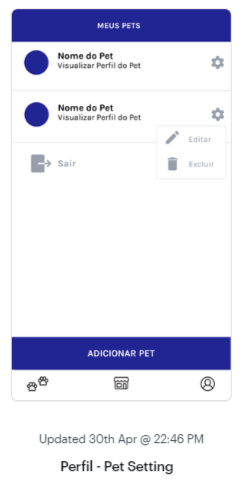 MEUS PETS
Nome do Pet
Visualizar Perfil do Pet
Nome do Pet
Visualizar Perfil do Pet
Editar
Sair
Excluir
ADICIONAR PET
Updated 30th Apr @ 22:46 PM
Perfil - Pet Setting